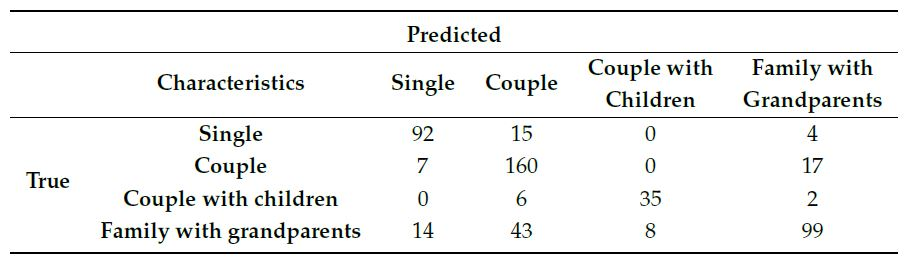 Predicted
Characteristics Single Couple Couple with Children Family with Grandparents
Single 92 15 0 4
True Couple 7 160 0 17
Couple with children 0 6 35 2
Family with grandparents 14 43 8 99